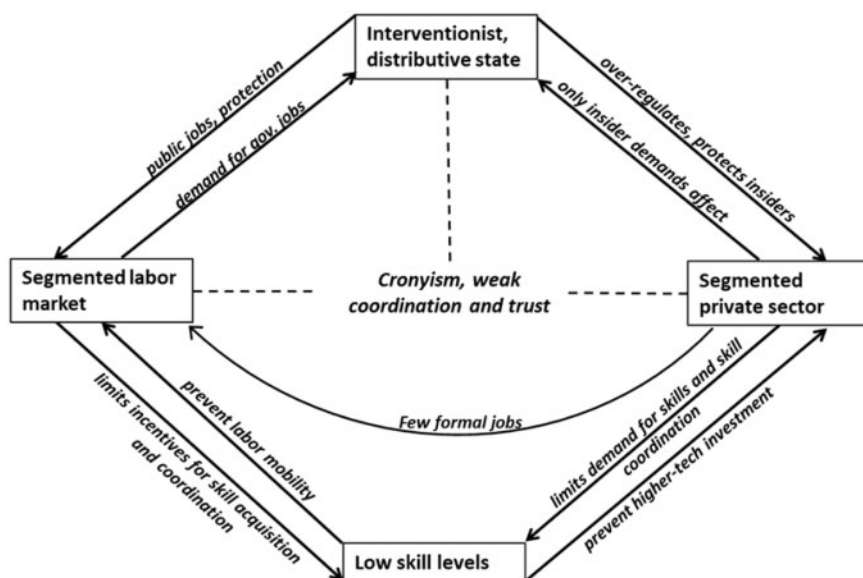 Interventionist,
distributive state
public jobs, protection
demand for gov. jobs
only insider demands affect
over-regulates, protects insiders
Segmented labor
market
Cronyism, weak
coordination and trust
Segmented
private sector
limits incentives for skill acquisition
and coordination
prevent labor mobility
Few formal jobs
limits demand for skills and skill
coordination
prevent higher-tech investment
Low skill levels